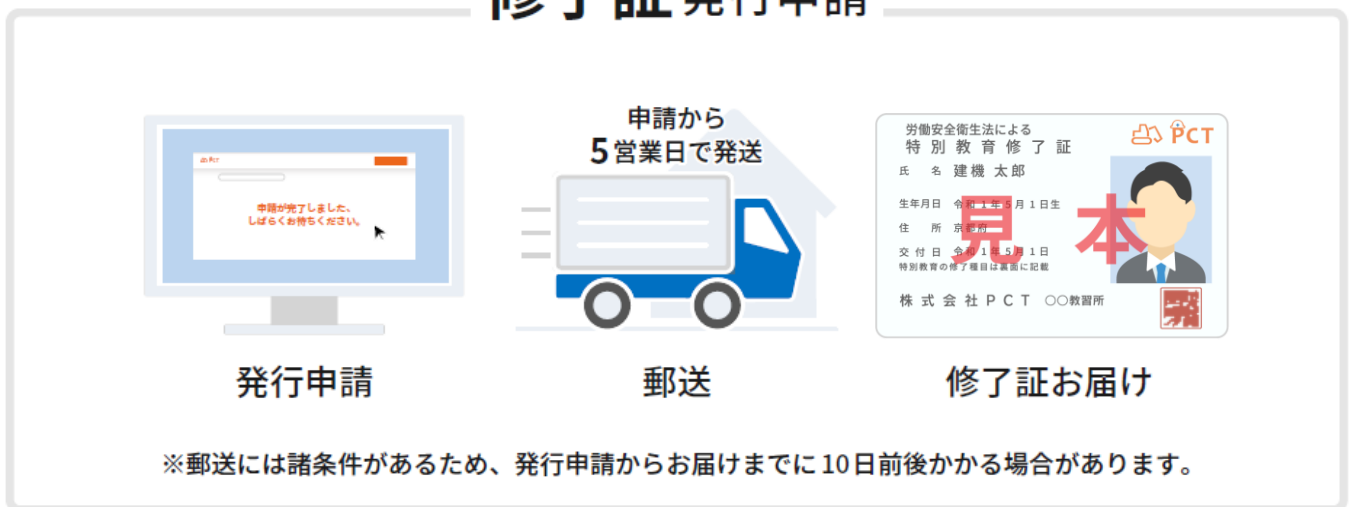 修了証発行申請
PCT
申請が完了しました、
しばらくお待ちください。
発行申請
申請から
5営業日で発送
郵送
労働安全衛生法による
特別教育修了証
PCT
氏 名 建機 太郎
生年月日 令和1年5月1日生
住 所 京都府
交付日 令和1年5月1日
特別教育の修了種目は裏面に記載
株式会社PCT 〇〇教習所
見本
修了証お届け
※郵送には諸条件があるため、発行申請からお届けまでに10日前後かかる場合があります。